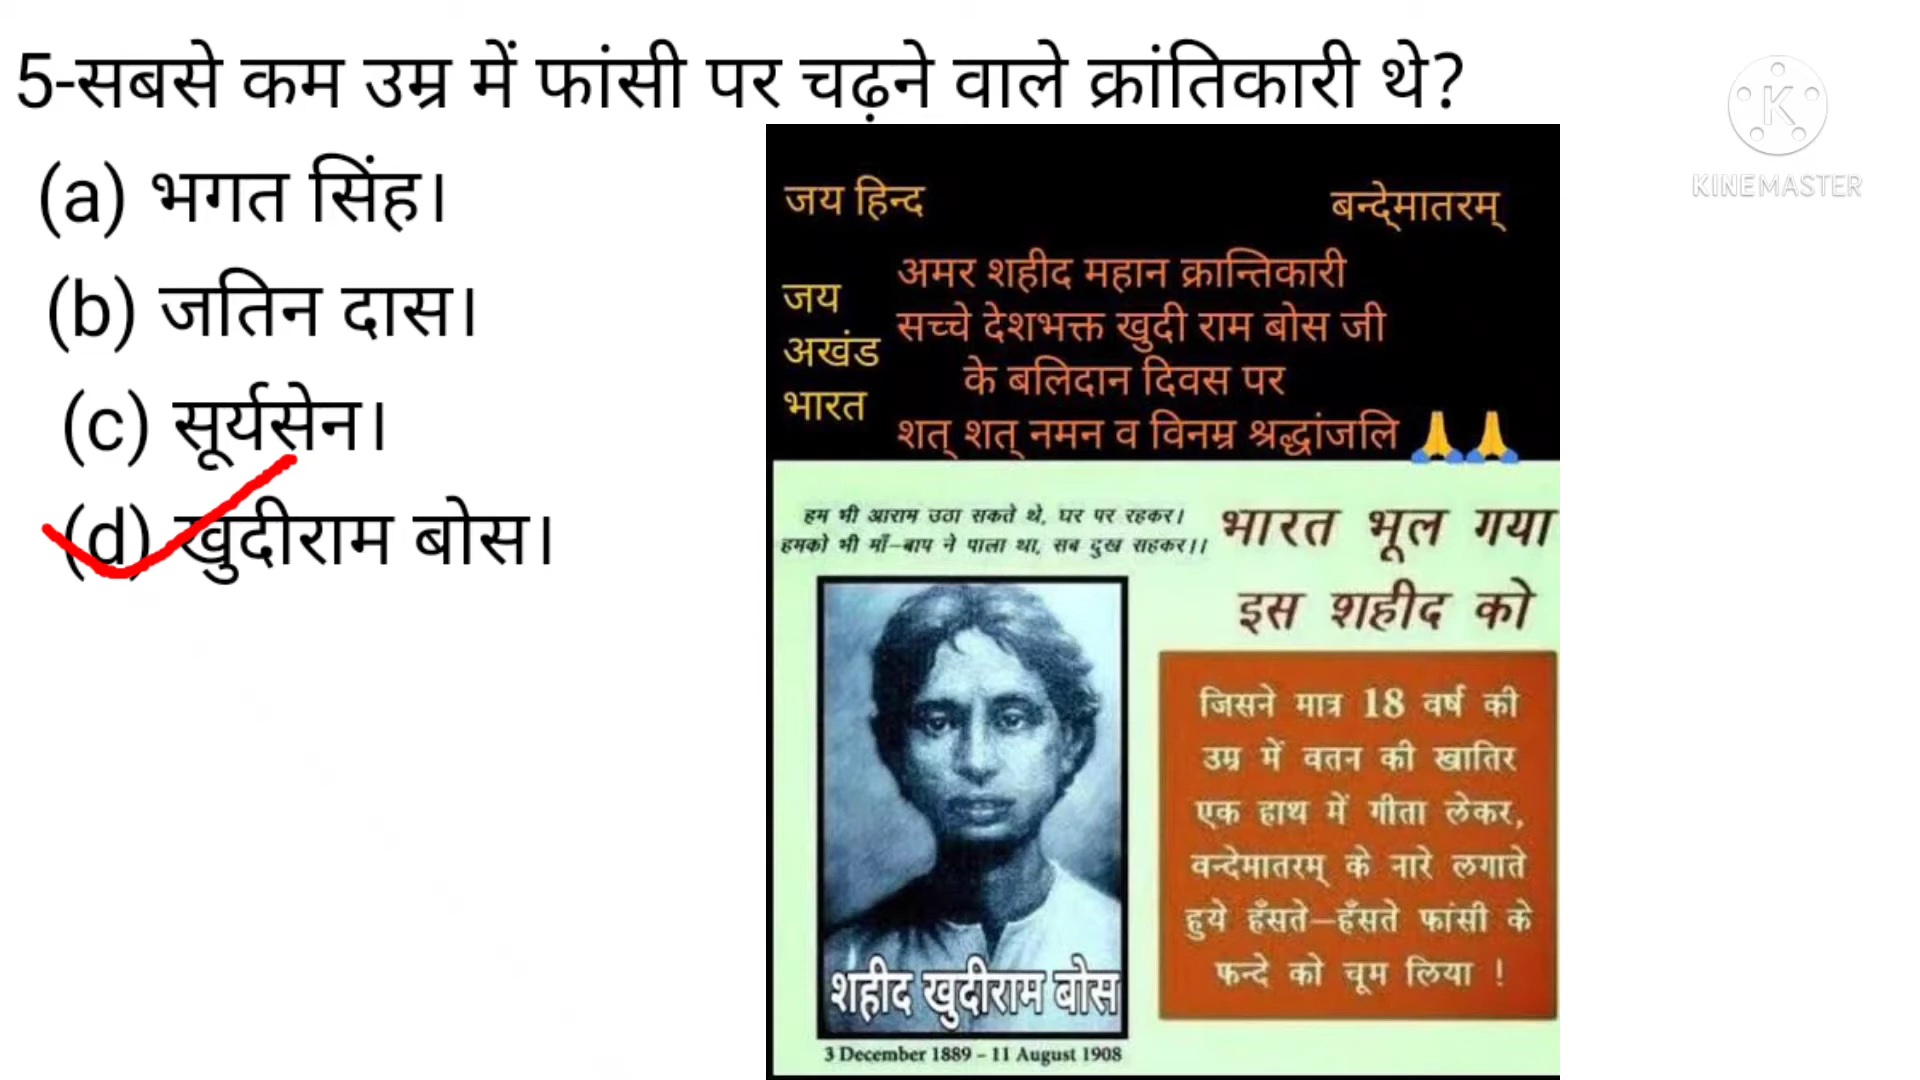 5-सबसे कम उम्र में फांसी पर चढ़ने वाले क्रांतिकारी थे?
(a) भगत सिंह।
(b) जतिन दास।
(c) सूर्यसेन।
(d) खुदीराम बोस।
KINEMASTER
जय हिन्द
बन्दे्मातरम्
जय
अखंड
भारत
अमर शहीद महान क्रान्तिकारी
सच्चे देशभक्त खुदी राम बोस जी
के बलिदान दिवस पर
शत् शत् नमन व विनम्र श्रद्धांजलि 🙏🙏
हम भी आराम उठा सकते थे, घर पर रहकर।
हमको भी माँ-बाप ने पाला था, सब दुख सहकर।।
भारत भूल गया
इस शहीद को
शहीद खुदीराम बोस
3 December 1889 - 11 August 1908
जिसने मात्र 18 वर्ष की
उम्र में वतन की खातिर
एक हाथ में गीता लेकर,
वन्देमातरम् के नारे लगाते
हुये हँसते-हँसते फांसी के
फन्दे को चूम लिया !